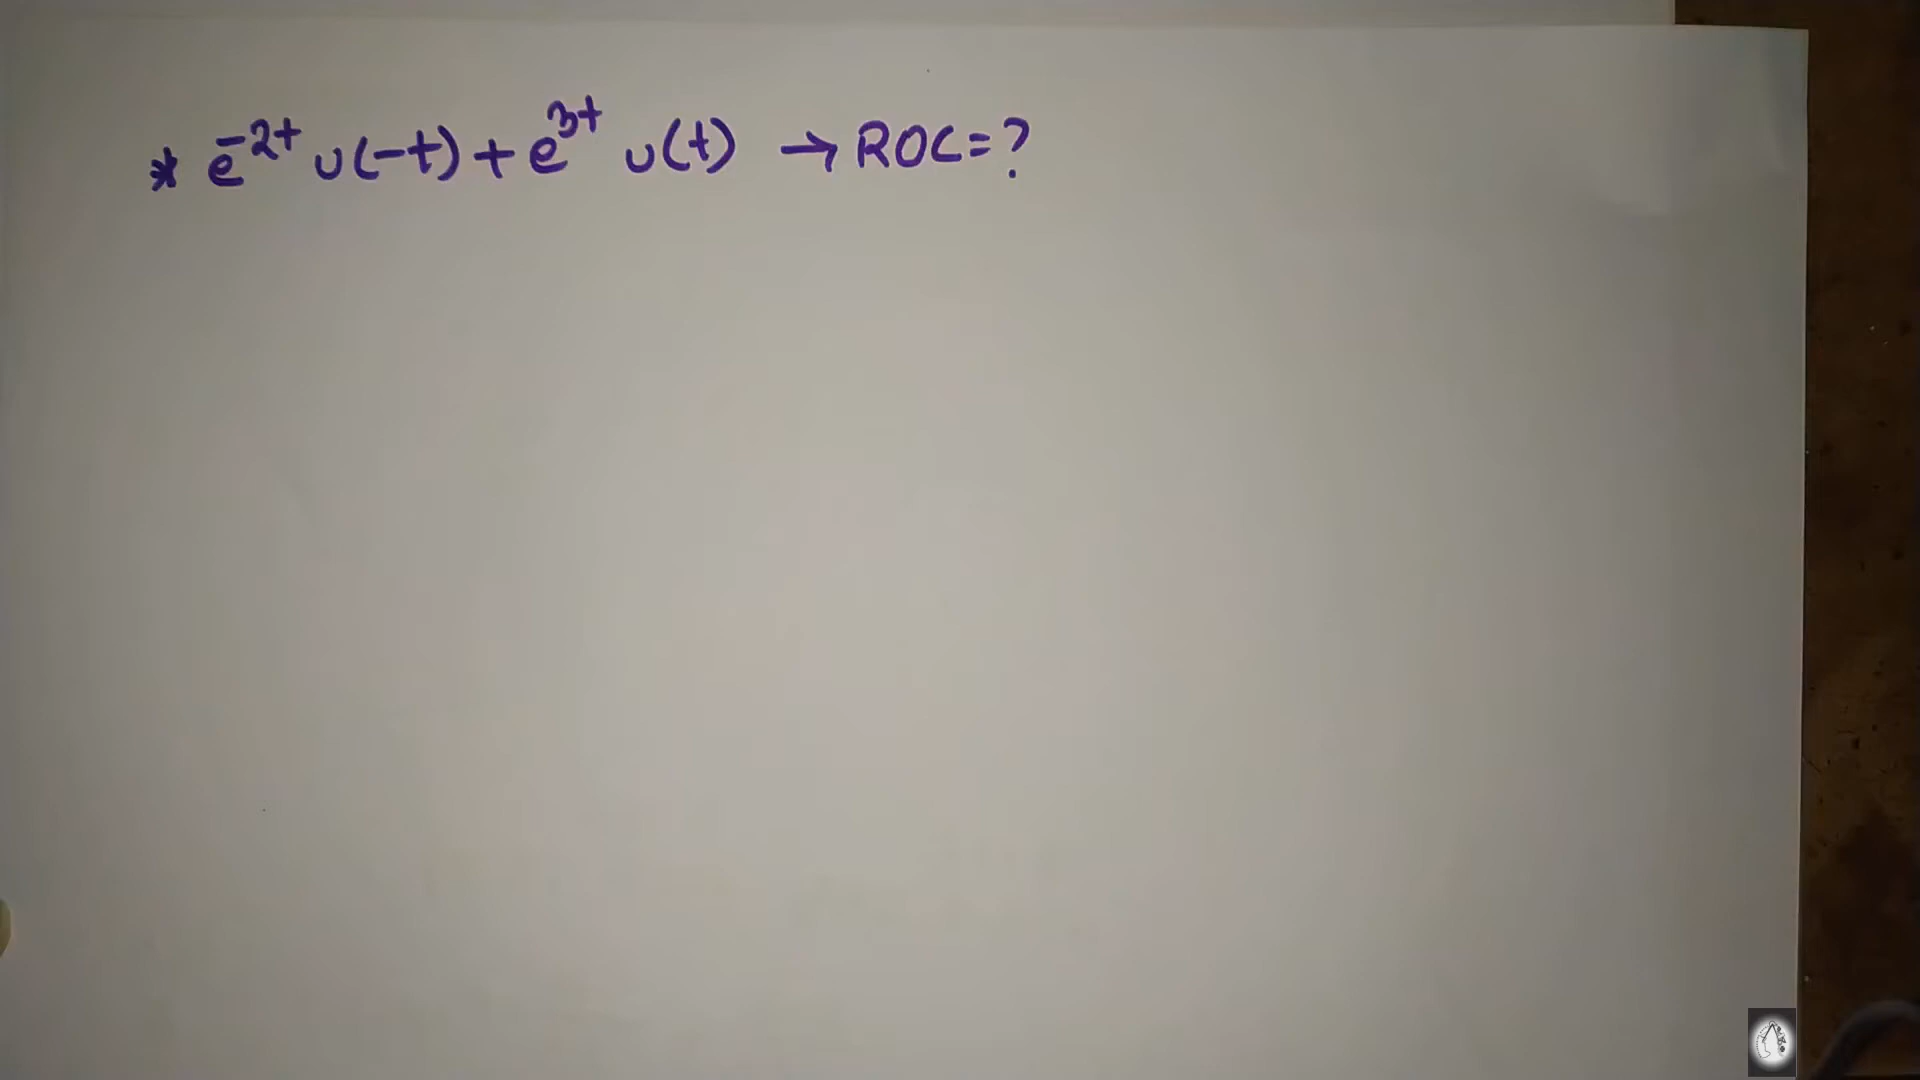 * e^{-2t} u(-t) + e^{3t} u(t) → ROC = ?